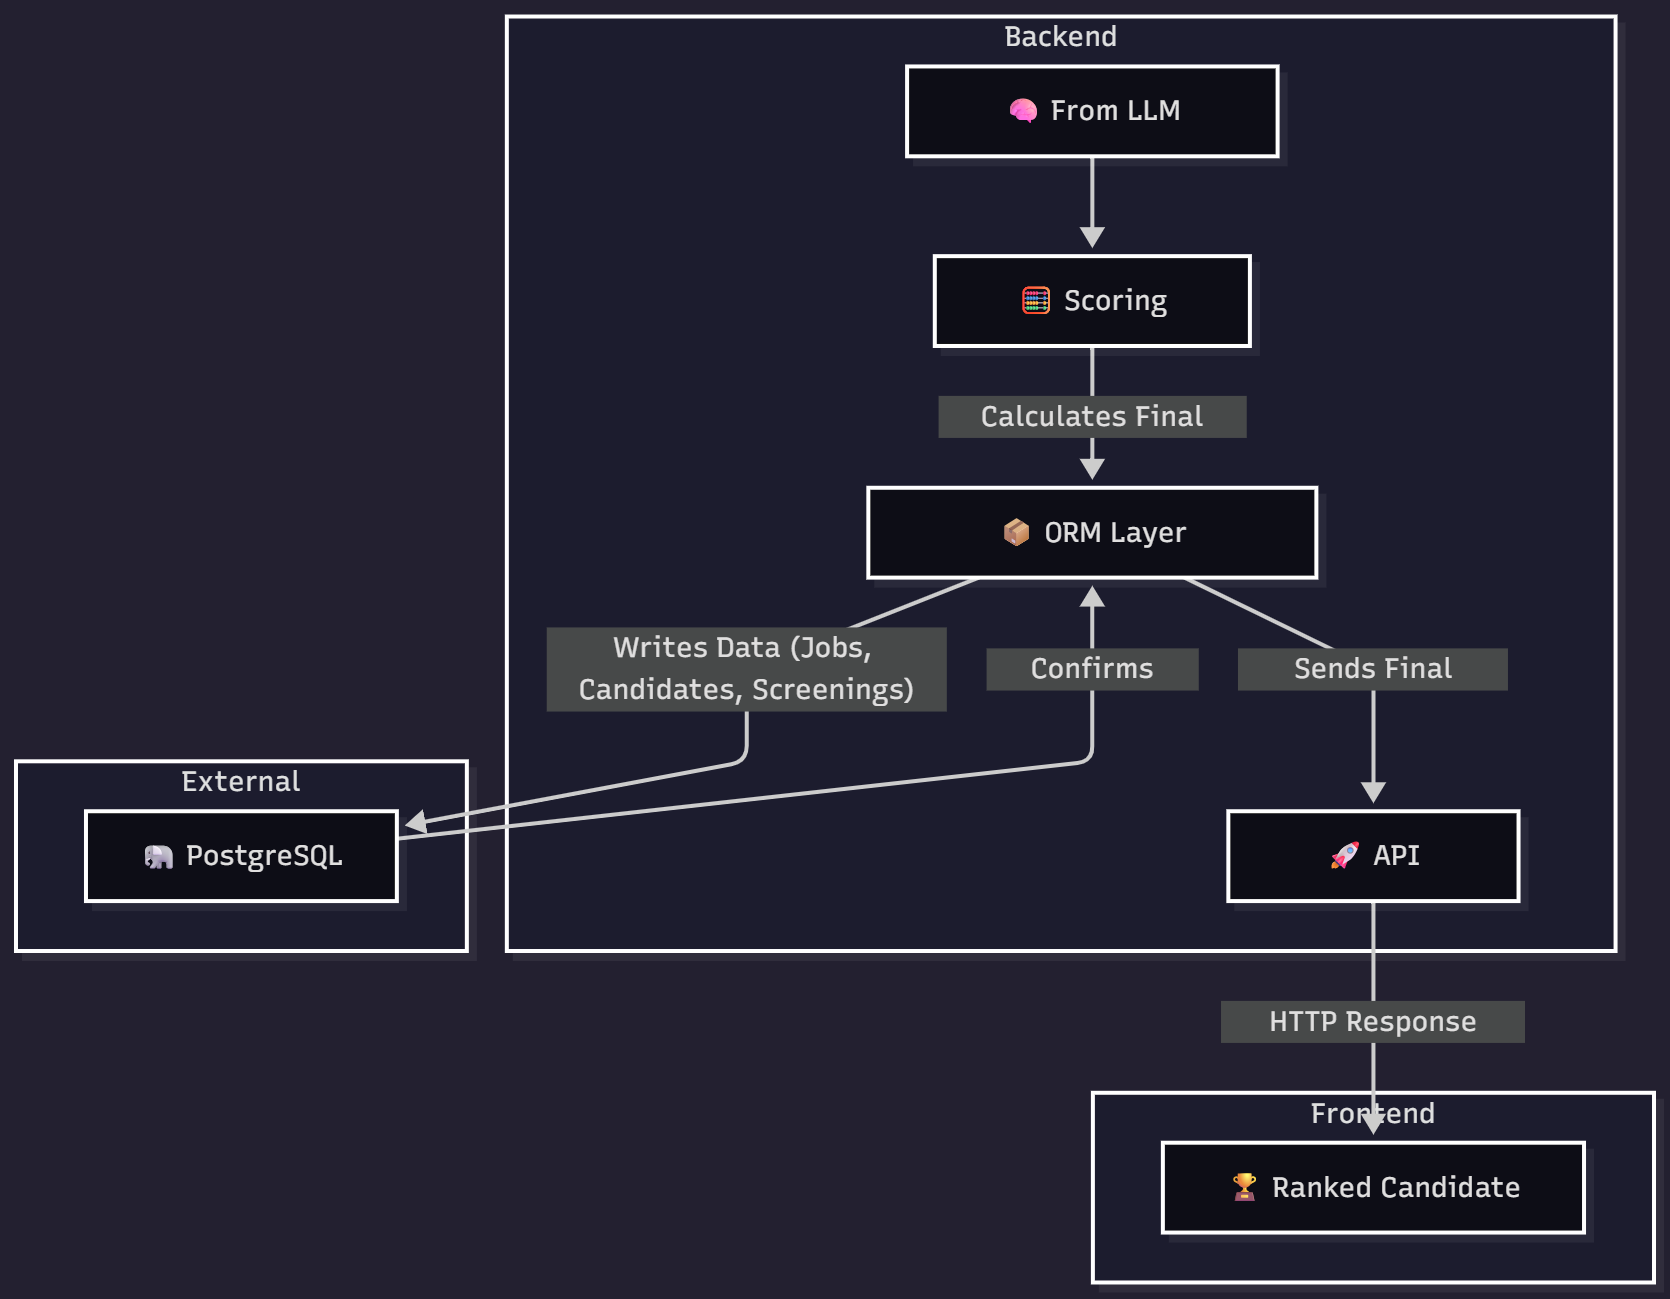 Backend
From LLM
Scoring
Calculates Final
ORM Layer
Writes Data (Jobs,
Candidates, Screenings)
Confirms
Sends Final
External
PostgreSQL
API
HTTP Response
Frontend
Ranked Candidate